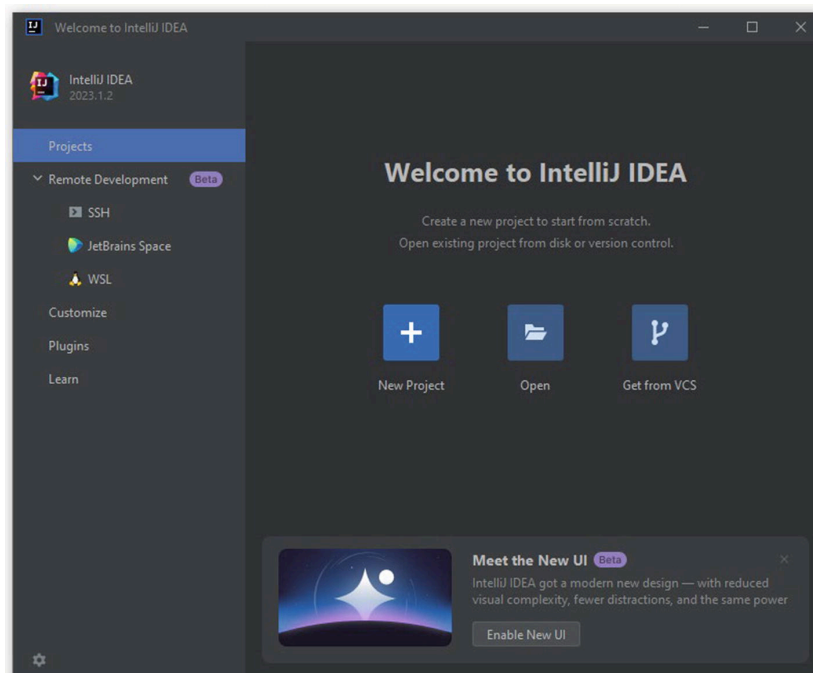 Welcome to IntelliJ IDEA
IntelliJ IDEA
2023.1.2
Projects
Remote Development Beta
SSH
JetBrains Space
WSL
Customize
Plugins
Learn
Welcome to IntelliJ IDEA
Create a new project to start from scratch.
Open existing project from disk or version control.
New Project
Open
Get from VCS
Meet the New UI Beta
IntelliJ IDEA got a modern new design — with reduced
visual complexity, fewer distractions, and the same power
Enable New UI